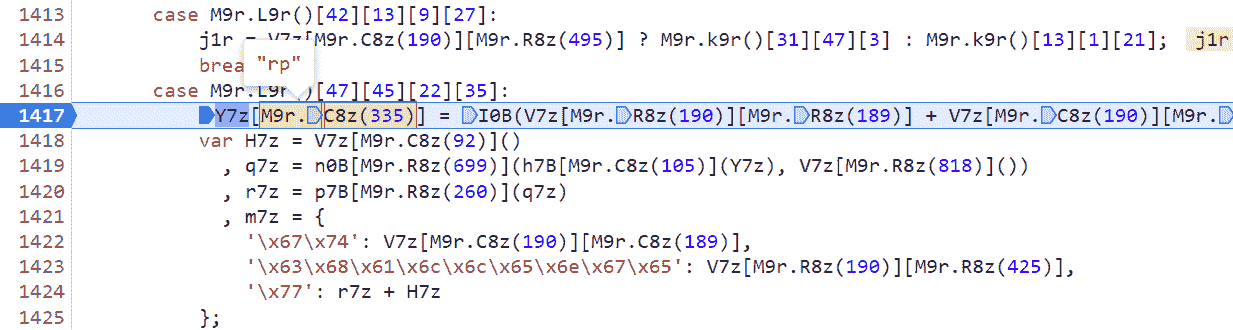 1413 case M9r.L9r()[42][13][9][27]:
1414 j1r = V7z[M9r.C8z(190)][M9r.R8z(495)] ? M9r.k9r()[31][47][3] : M9r.k9r()[13][1][21]; j1r
1415 brea
"rp"
1416 case M9r.L9r()[47][45][22][35]:
1417 Y7z[M9r.C8z(335)] = I0B(V7z[M9r.R8z(190)][M9r.R8z(189)] + V7z[M9r.C8z(190)][M9r.
1418 var H7z = V7z[M9r.C8z(92)]()
1419 , q7z = n0B[M9r.R8z(699)](h7B[M9r.C8z(105)](Y7z), V7z[M9r.R8z(818)]())
1420 , r7z = p7B[M9r.R8z(260)](q7z)
1421 , m7z = {
1422 '\x67\x74': V7z[M9r.C8z(190)][M9r.C8z(189)],
1423 '\x63\x68\x61\x6c\x6c\x65\x6e\x67\x65': V7z[M9r.R8z(190)][M9r.R8z(425)],
1424 '\x77': r7z + H7z
1425 };